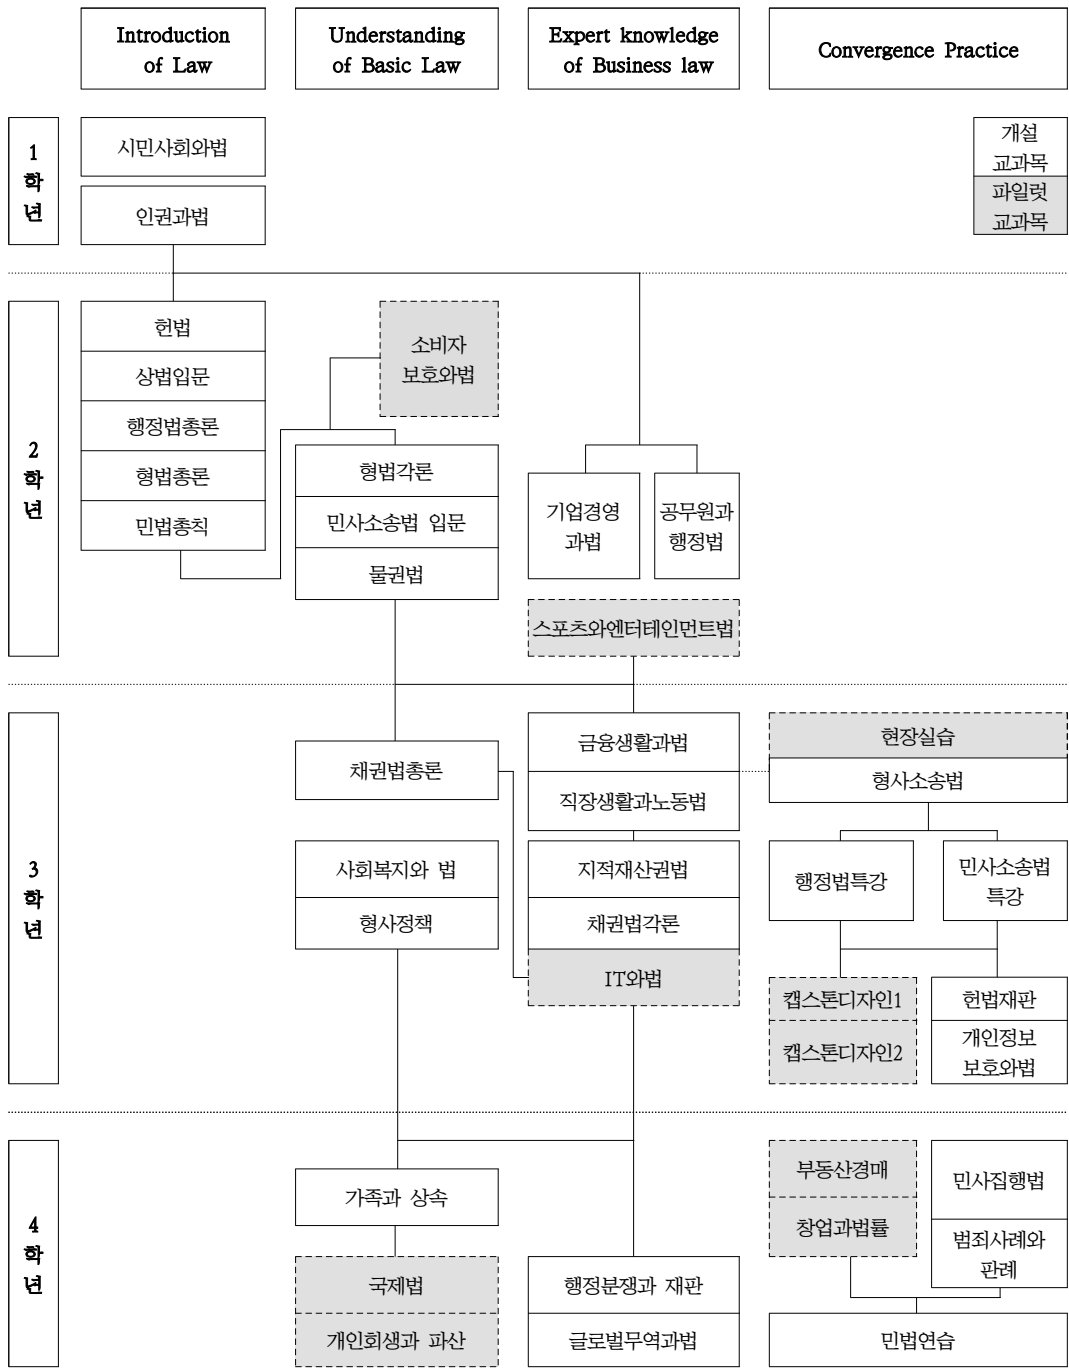 Introduction
of Law
Understanding
of Basic Law
Expert knowledge
of Business law
Convergence Practice
1
학
년
시민사회와법
인권과법
개설
교과목
파일럿
교과목
2
학
년
헌법
상법입문
행정법총론
형법총론
민법총칙
소비자
보호와법
형법각론
민사소송법 입문
물권법
기업경영
과법
공무원과
행정법
스포츠와엔터테인먼트법
3
학
년
채권법총론
사회복지와 법
형사정책
금융생활과법
직장생활과노동법
지적재산권법
채권법각론
IT와법
현장실습
형사소송법
행정법특강
민사소송법
특강
캡스톤디자인1
캡스톤디자인2
헌법재판
개인정보
보호와법
4
학
년
가족과 상속
국제법
개인회생과 파산
행정분쟁과 재판
글로벌무역과법
부동산경매
창업과법률
민사집행법
범죄사례와
판례
민법연습